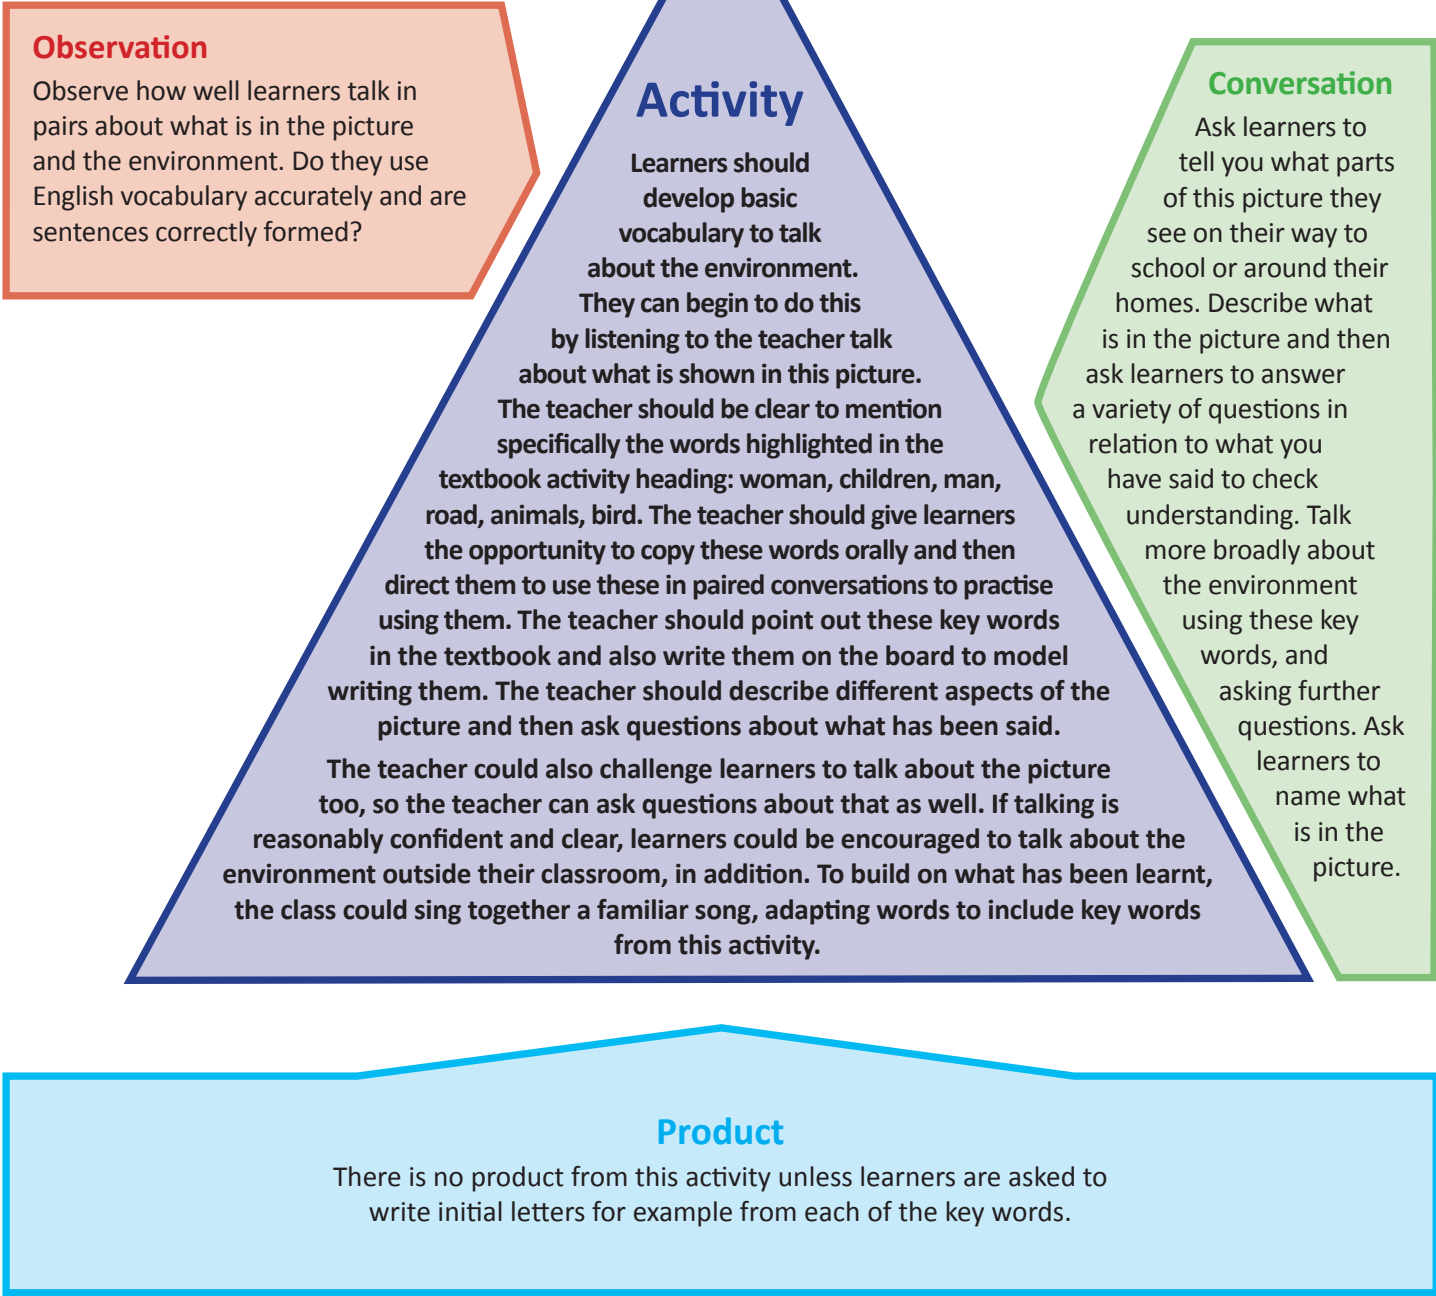 Observation
Observe how well learners talk in
pairs about what is in the picture
and the environment. Do they use
English vocabulary accurately and are
sentences correctly formed?
Activity
Learners should
develop basic
vocabulary to talk
about the environment.
They can begin to do this
by listening to the teacher talk
about what is shown in this picture.
The teacher should be clear to mention
specifically the words highlighted in the
textbook activity heading: woman, children, man,
road, animals, bird. The teacher should give learners
the opportunity to copy these words orally and then
direct them to use these in paired conversations to practise
using them. The teacher should point out these key words
in the textbook and also write them on the board to model
writing them. The teacher should describe different aspects of the
picture and then ask questions about what has been said.
The teacher could also challenge learners to talk about the picture
too, so the teacher can ask questions about that as well. If talking is
reasonably confident and clear, learners could be encouraged to talk about the
environment outside their classroom, in addition. To build on what has been learnt,
the class could sing together a familiar song, adapting words to include key words
from this activity.
Conversation
Ask learners to
tell you what parts
of this picture they
see on their way to
school or around their
homes. Describe what
is in the picture and then
ask learners to answer
a variety of questions in
relation to what you
have said to check
understanding. Talk
more broadly about
the environment
using these key
words, and
asking further
questions. Ask
learners to
name what
is in the
picture.
Product
There is no product from this activity unless learners are asked to
write initial letters for example from each of the key words.